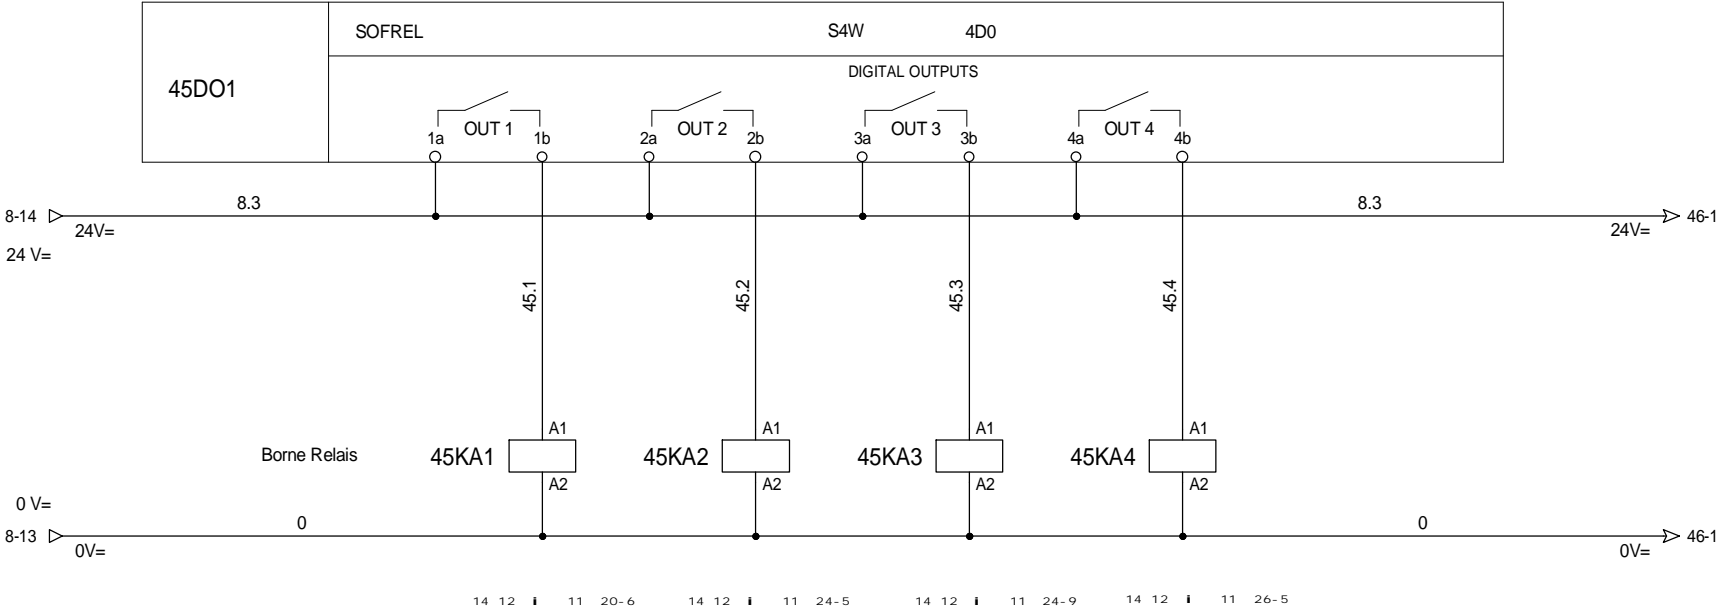 SOFREL S4W 4D0
45DO1
DIGITAL OUTPUTS
OUT 1 OUT 2 OUT 3 OUT 4
1a 1b 2a 2b 3a 3b 4a 4b
8-14 8.3 8.3 46-1
24V= 24V=
24 V=
45.1 45.2 45.3 45.4
A1 A1 A1 A1
Borne Relais 45KA1 45KA2 45KA3 45KA4
A2 A2 A2 A2
0 V=
8-13 0 0 46-1
0V= 0V=
14 12 11 20-6 14 12 11 24-5 14 12 11 24-9 14 12 11 26-5